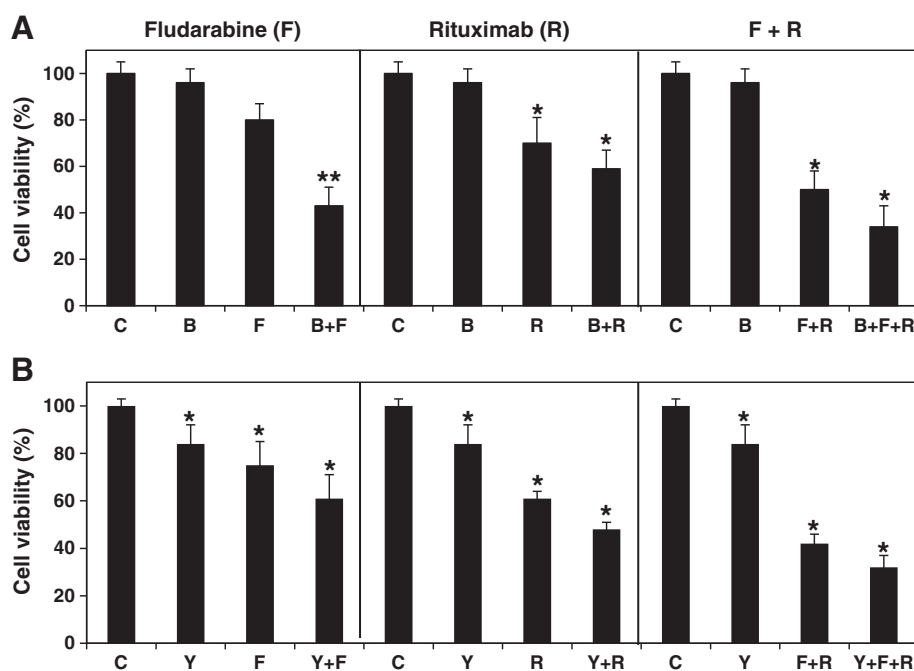 A
Fludarabine (F) Rituximab (R) F + R
Cell viability (%)
100
80
60
40
20
0
** * * * *
C B F B+F C B R B+R C B F+R B+F+R
B
Cell viability (%)
100
80
60
40
20
0
* * * * * * * * *
C Y F Y+F C Y R Y+R C Y F+R Y+F+R